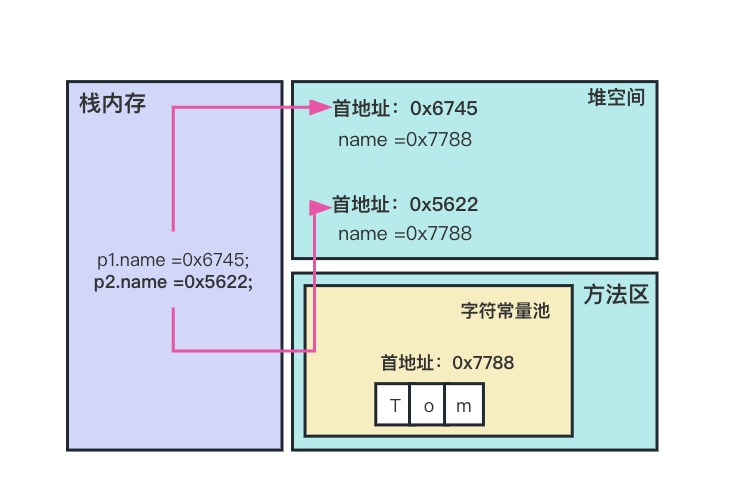 栈内存
p1.name =0x6745;
p2.name =0x5622;
堆空间
首地址：0x6745
name =0x7788
首地址：0x5622
name =0x7788
方法区
字符常量池
首地址：0x7788
T o m